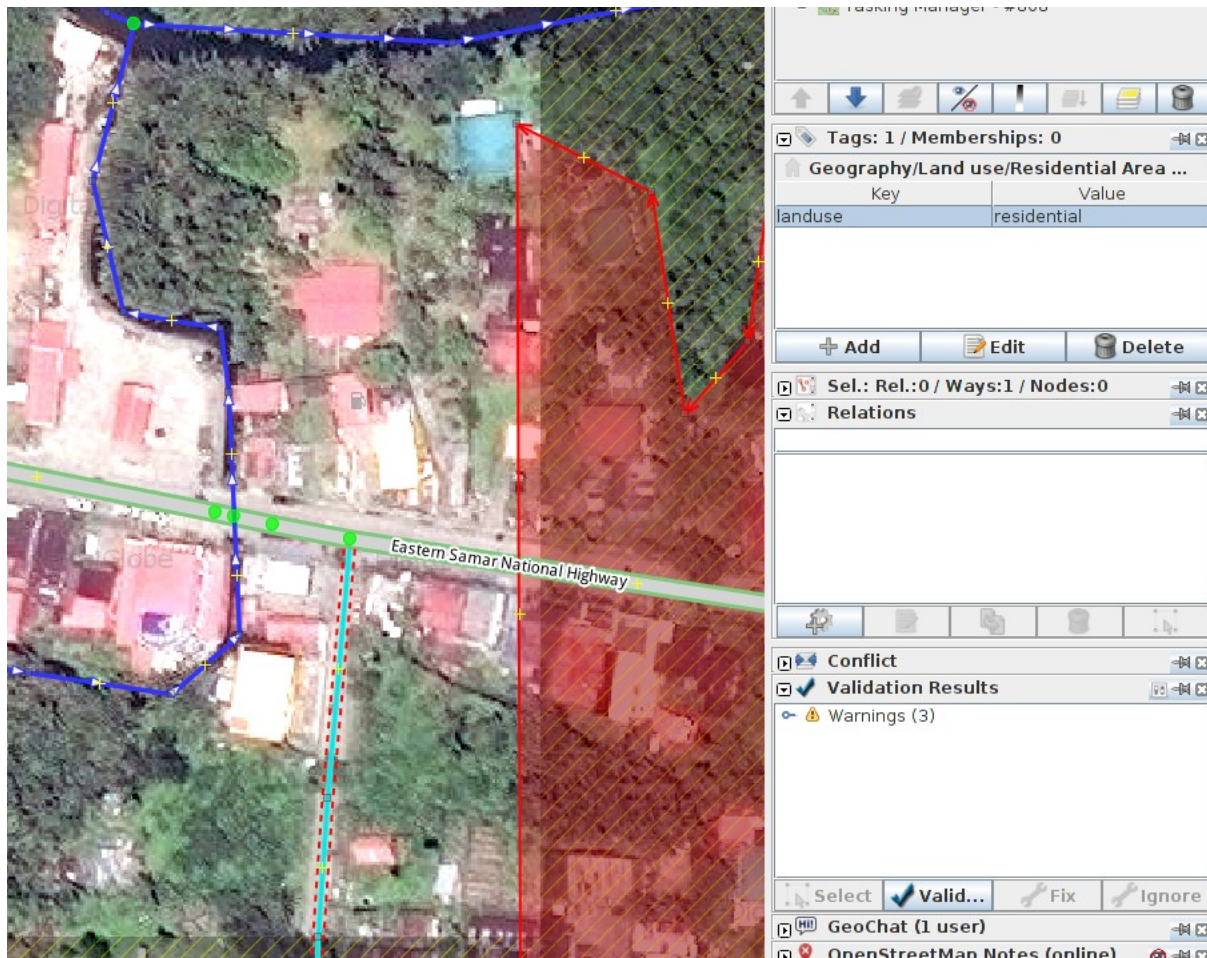 Tasking Manager - #808
Tags: 1 / Memberships: 0
Geography/Land use/Residential Area ...
Key Value
landuse residential
Add Edit Delete
Sel.: Rel.:0 / Ways:1 / Nodes:0
Relations
Conflict
Validation Results
Warnings (3)
Select Valid... Fix Ignore
Hi!
GeoChat (1 user)
OpenStreetMap Notes (online)
Eastern Samar National Highway